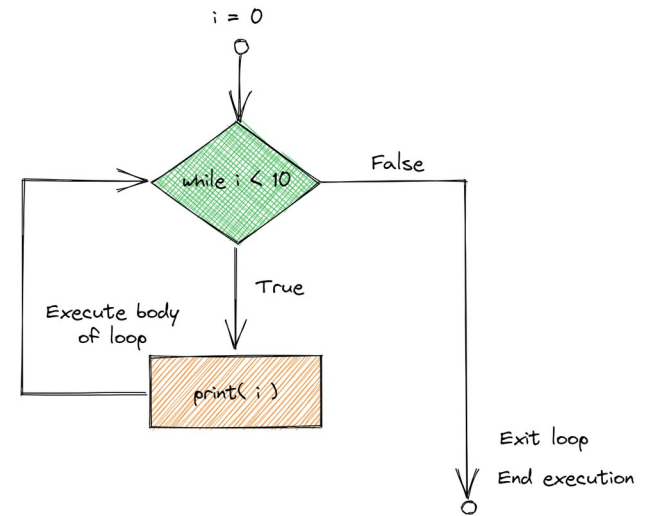 i = 0
while i < 10
False
True
Execute body
of loop
print( i )
Exit loop
End execution